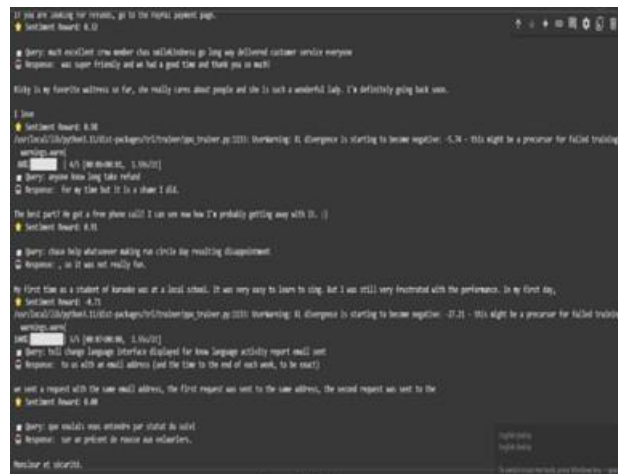 If you are looking for refunds, go to the PayPal payment page.
Sentiment Reward: 0.12
Query: much excellent crew member chas smilekindness go long way delivered customer service everyone
Response: was super friendly and we had a good time and thank you so much!
Ricky is my favorite waitress so far, she really cares about people and she is such a wonderful lady. I'm definitely going back soon.
I love
Sentiment Reward: 0.98
/usr/local/lib/python3.11/dist-packages/trl/trainer/ppo_trainer.py:1233: UserWarning: KL divergence is starting to become negative: -5.74 - this might be a precursor for failed training
warnings.warn(
80% | 4/5
Query: anyone know long take refund
Response: for my time but it is a shame I did.
The best part? We got a free phone call! I can see now how I'm probably getting away with it. :)
Sentiment Reward: 0.91
Query: chase help whatsoever making run circle day resulting disappointment
Response: , so it was not really fun.
My first time as a student of karaoke was at a local school. It was very easy to learn to sing. But I was still very frustrated with the performance. In my first day,
Sentiment Reward: -0.71
/usr/local/lib/python3.11/dist-packages/trl/trainer/ppo_trainer.py:1233: UserWarning: KL divergence is starting to become negative: -27.21 - this might be a precursor for failed training
warnings.warn(
100% 5/5
Query: tell change language interface displayed for know language activity report email sent
Response: to us with an email address (and the time to the end of each week, to be exact)
we sent a request with the same email address, the first request was sent to the same address, the second request was sent to the
Sentiment Reward: 0.00
Query: que voulais vous entendre par statut du suivi
Response: sur un précent de rousse aux
Monsieur et sécurité.